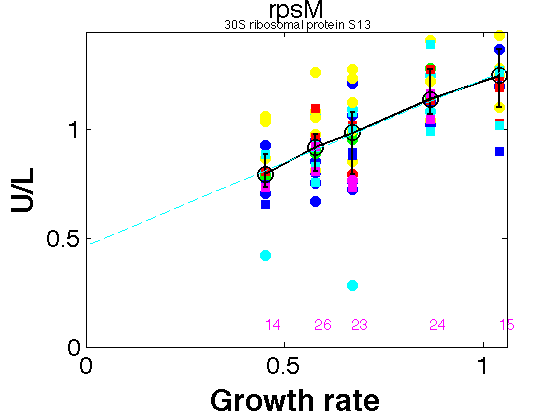 rpsM
30S ribosomal protein S13
U/L
1
0.5
0
14 26 23 24 15
0 0.5 1
Growth rate